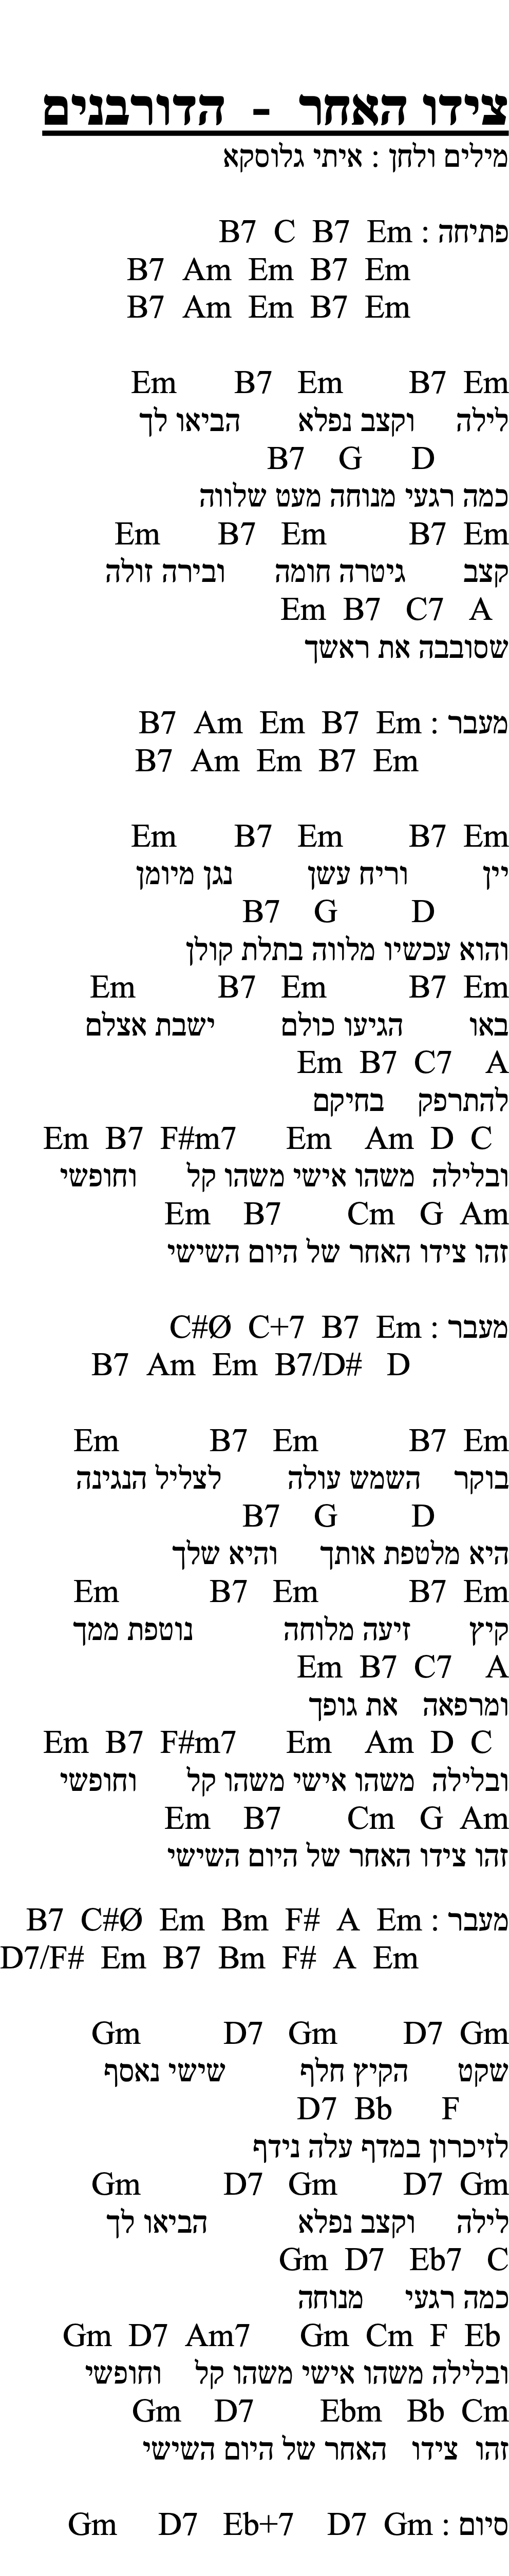 צידו האחר - הדורבנים
מילים ולחן : איתי גלוסקא
פתיחה : B7 C B7 Em
B7 Am Em B7 Em
B7 Am Em B7 Em
Em B7 Em B7 Em
לילה וקצב נפלא הביאו לך
B7 G D
כמה רגעי מנוחה מעט שלווה
Em B7 Em B7 Em
קצב גיטרה חומה ובירה זולה
Em B7 C7 A
שסובבה את ראשך
מעבר : B7 Am Em B7 Em
B7 Am Em B7 Em
Em B7 Em B7 Em
יין וריח עשן נגן מיומן
B7 G D
והוא עכשיו מלווה בתלת קולן
Em B7 Em B7 Em
באו הגיעו כולם ישבת אצלם
Em B7 C7 A
להתרפק בחיקם
Em B7 F#m7 Em Am D C
ובלילה משהו אישי משהו קל וחופשי
Em B7 Cm G Am
זהו צידו האחר של היום השישי
מעבר : C#Ø C+7 B7 Em
B7 Am Em B7/D# D
Em B7 Em B7 Em
בוקר השמש עולה לצליל הנגינה
B7 G D
היא מלטפת אותך והיא שלך
Em B7 Em B7 Em
קיץ זיעה מלוחה נוטפת ממך
Em B7 C7 A
ומרפאה את גופך
Em B7 F#m7 Em Am D C
ובלילה משהו אישי משהו קל וחופשי
Em B7 Cm G Am
זהו צידו האחר של היום השישי
מעבר : B7 C#Ø Em Bm F# A Em
D7/F# Em B7 Bm F# A Em
Gm D7 Gm D7 Gm
שקט הקיץ חלף שישי נאסף
D7 Bb F
לזיכרון במדף עלה נידף
Gm D7 Gm D7 Gm
לילה וקצב נפלא הביאו לך
Gm D7 Eb7 C
כמה רגעי מנוחה
Gm D7 Am7 Gm Cm F Eb
ובלילה משהו אישי משהו קל וחופשי
Gm D7 Ebm Bb Cm
זהו צידו האחר של היום השישי
סיום : Gm D7 Eb+7 D7 Gm